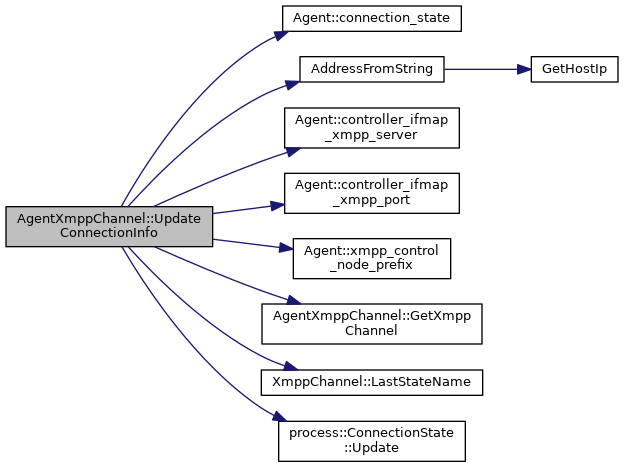 Agent::connection_state
AddressFromString
GetHostIp
Agent::controller_ifmap
_xmpp_server
Agent::controller_ifmap
_xmpp_port
AgentXmppChannel::Update
ConnectionInfo
Agent::xmpp_control
_node_prefix
AgentXmppChannel::GetXmpp
Channel
XmppChannel::LastStateName
process::ConnectionState
::Update